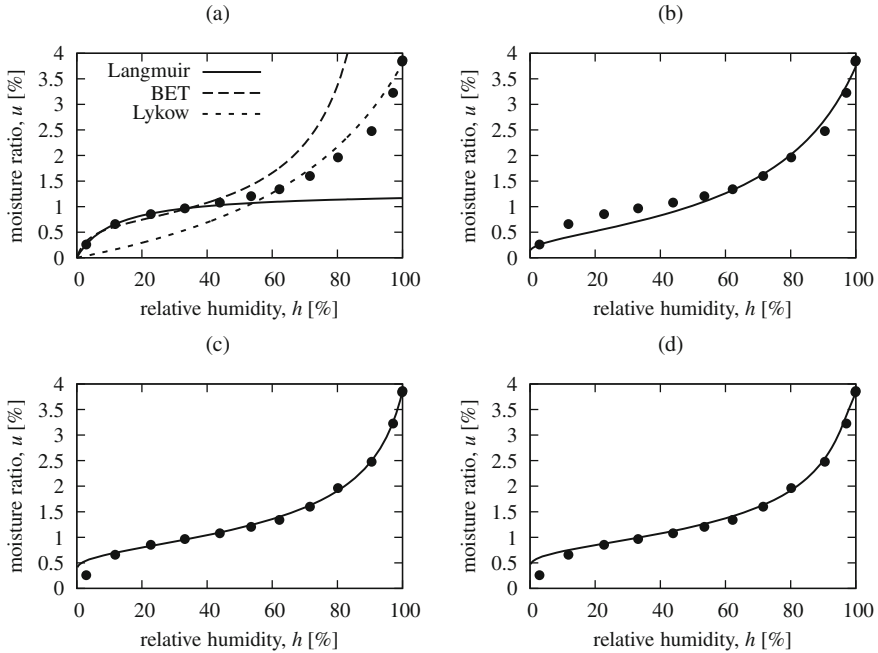 (a)
4
3.5
3
2.5
2
1.5
1
0.5
0
Langmuir
BET
Lykow
moisture ratio, u [%]
0 20 40 60 80 100
relative humidity, h [%]
(b)
4
3.5
3
2.5
2
1.5
1
0.5
0
moisture ratio, u [%]
0 20 40 60 80 100
relative humidity, h [%]
(c)
4
3.5
3
2.5
2
1.5
1
0.5
0
moisture ratio, u [%]
0 20 40 60 80 100
relative humidity, h [%]
(d)
4
3.5
3
2.5
2
1.5
1
0.5
0
moisture ratio, u [%]
0 20 40 60 80 100
relative humidity, h [%]